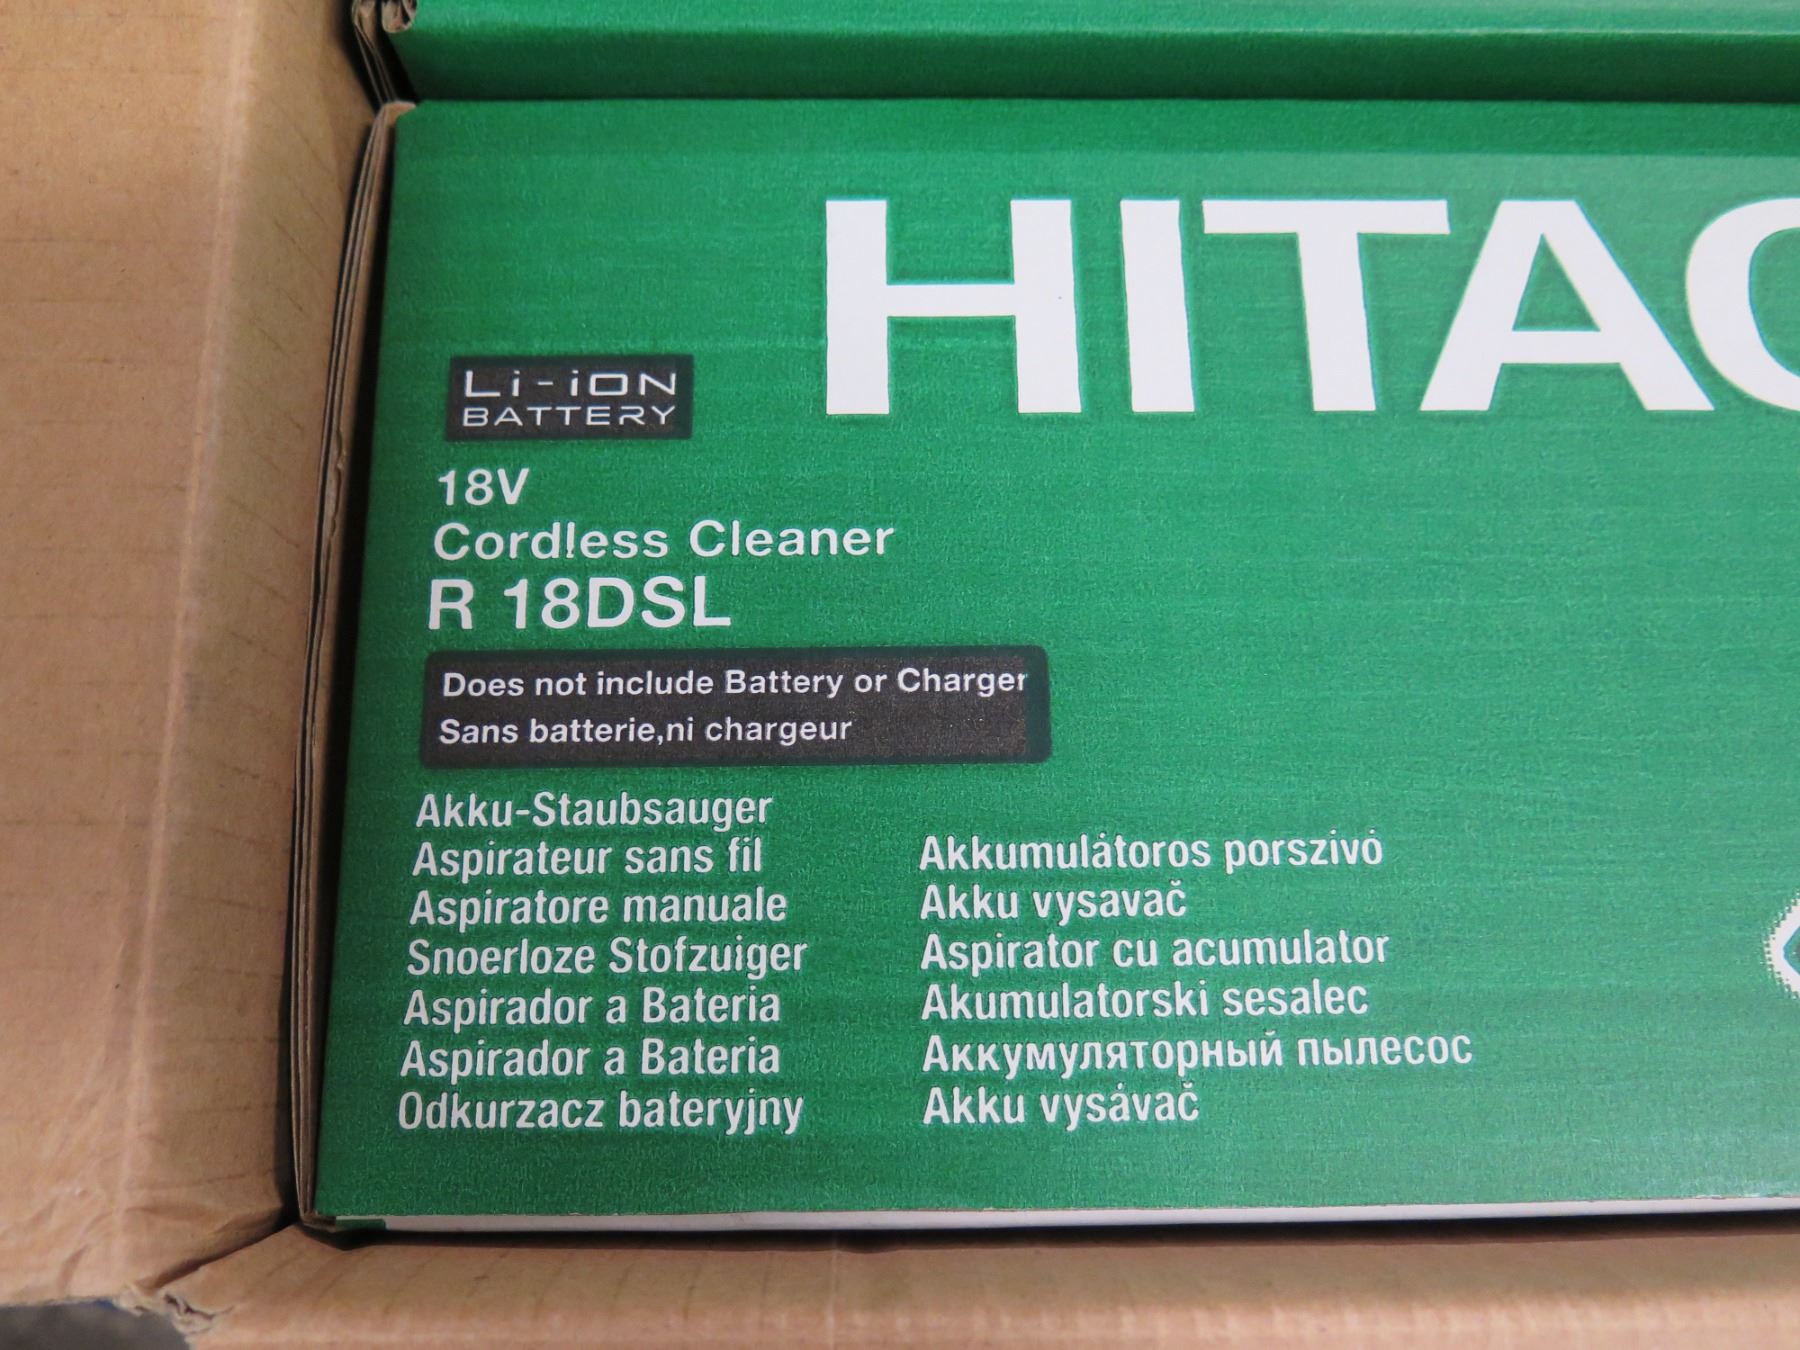 HITAC
Li-iON
BATTERY
18V
Cordless Cleaner
R 18DSL
Does not include Battery or Charger
Sans batterie,ni chargeur
Akku-Staubsauger
Aspirateur sans fil
Aspiratore manuale
Snoerloze Stofzuiger
Aspirador a Bateria
Aspirador a Bateria
Odkurzacz bateryjny
Akkumulátoros porszívó
Akku vysavač
Aspirator cu acumulator
Akumulatorski sesalec
Аккумуляторный пылесос
Akku vysávač